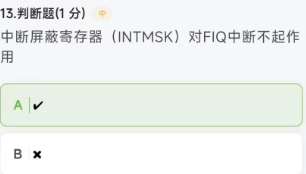 13.判断题(1 分) 中
中断屏蔽寄存器（INTMSK）对FIQ中断不起作
用
A ✔
B ✖